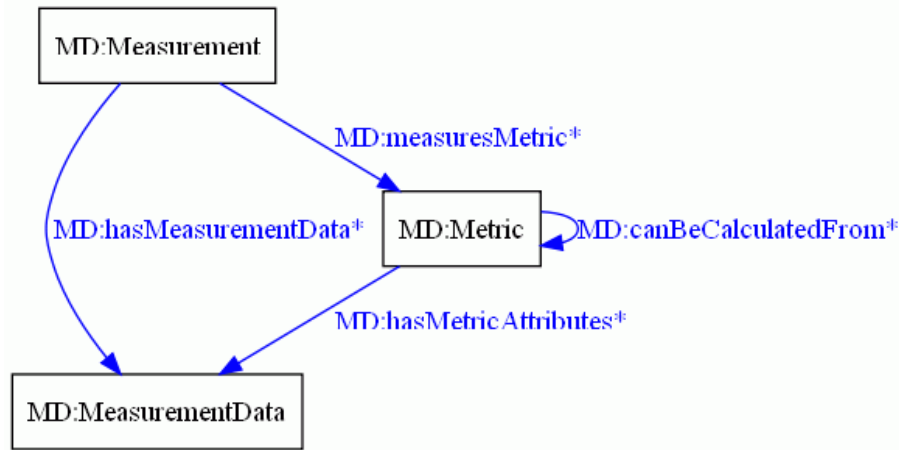 MD:Measurement
MD:measuresMetric*
MD:hasMeasurementData*
MD:Metric
MD:canBeCalculatedFrom*
MD:hasMetricAttributes*
MD:MeasurementData